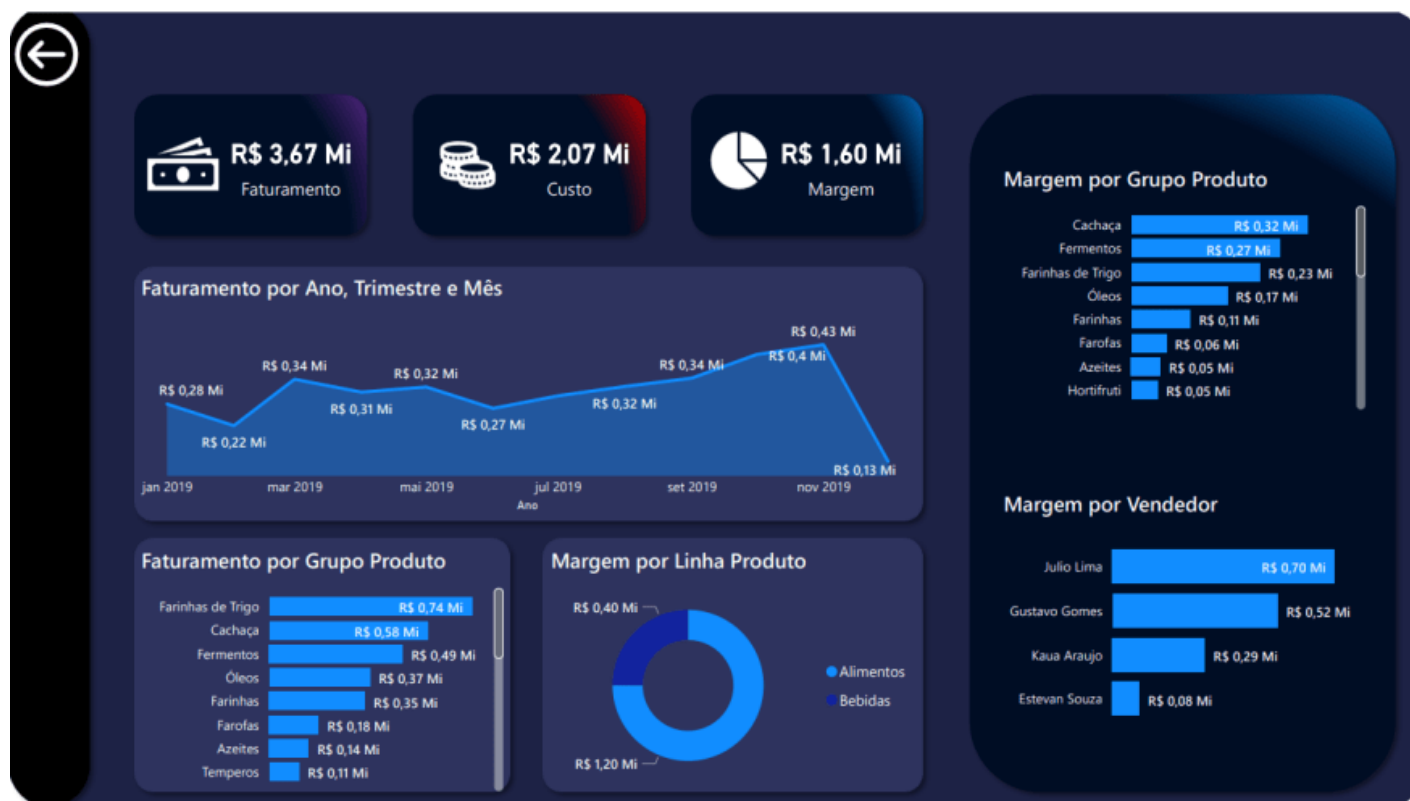 R$ 3,67 Mi
Faturamento
R$ 2,07 Mi
Custo
R$ 1,60 Mi
Margem
Faturamento por Ano, Trimestre e Mês
R$ 0,28 Mi
R$ 0,22 Mi
R$ 0,34 Mi
R$ 0,31 Mi
R$ 0,32 Mi
R$ 0,27 Mi
R$ 0,32 Mi
R$ 0,34 Mi
R$ 0,4 Mi
R$ 0,43 Mi
R$ 0,13 Mi
jan 2019 mar 2019 mai 2019 jul 2019 set 2019 nov 2019
Ano
Faturamento por Grupo Produto
Farinhas de Trigo R$ 0,74 Mi
Cachaça R$ 0,58 Mi
Fermentos R$ 0,49 Mi
Óleos R$ 0,37 Mi
Farinhas R$ 0,35 Mi
Farofas R$ 0,18 Mi
Azeites R$ 0,14 Mi
Temperos R$ 0,11 Mi
Margem por Linha Produto
R$ 0,40 Mi
R$ 1,20 Mi
Alimentos
Bebidas
Margem por Grupo Produto
Cachaça R$ 0,32 Mi
Fermentos R$ 0,27 Mi
Farinhas de Trigo R$ 0,23 Mi
Óleos R$ 0,17 Mi
Farinhas R$ 0,11 Mi
Farofas R$ 0,06 Mi
Azeites R$ 0,05 Mi
Hortifruti R$ 0,05 Mi
Margem por Vendedor
Julio Lima R$ 0,70 Mi
Gustavo Gomes R$ 0,52 Mi
Kaua Araujo R$ 0,29 Mi
Estevan Souza R$ 0,08 Mi